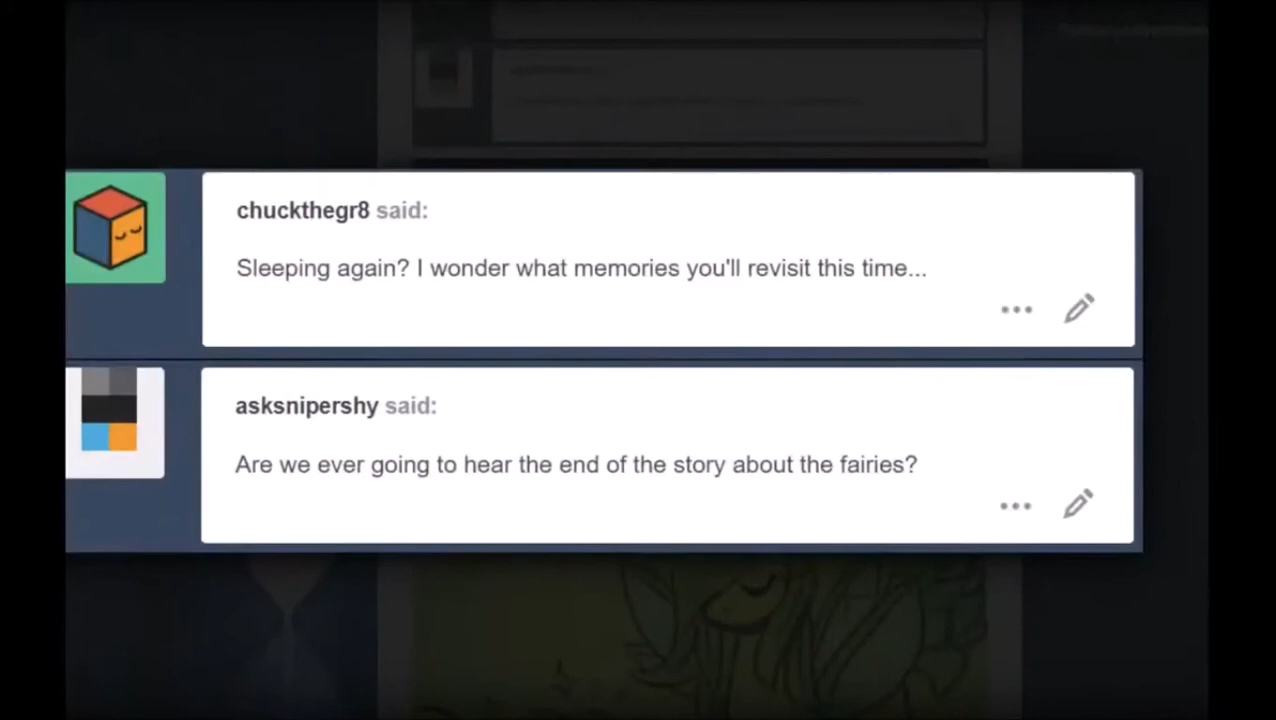 chuckthegr8 said:
Sleeping again? I wonder what memories you'll revisit this time...
asksnipershy said:
Are we ever going to hear the end of the story about the fairies?